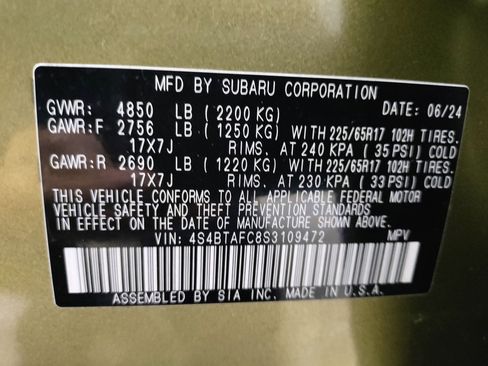 MFD BY SUBARU CORPORATION
GVWR: 4850 LB (2200 KG) DATE: 06/24
GAWR:F 2756 LB (1250 KG) WITH 225/65R17 102H TIRES.
17X7J RIMS. AT 240 KPA (35 PSI) COLD
GAWR:R 2690 LB (1220 KG) WITH 225/65R17 102H TIRES.
17X7J RIMS. AT 230 KPA (33 PSI) COLD
THIS VEHICLE CONFORMS TO ALL APPLICABLE FEDERAL MOTOR
VEHICLE SAFETY AND THEFT PREVENTION STANDARDS
IN EFFECT ON THE DATE OF MANUFACTURE SHOWN ABOVE.
VIN: 4S4BTAFC8S3109472 MPV
ASSEMBLED BY SIA INC. MADE IN U.S.A.